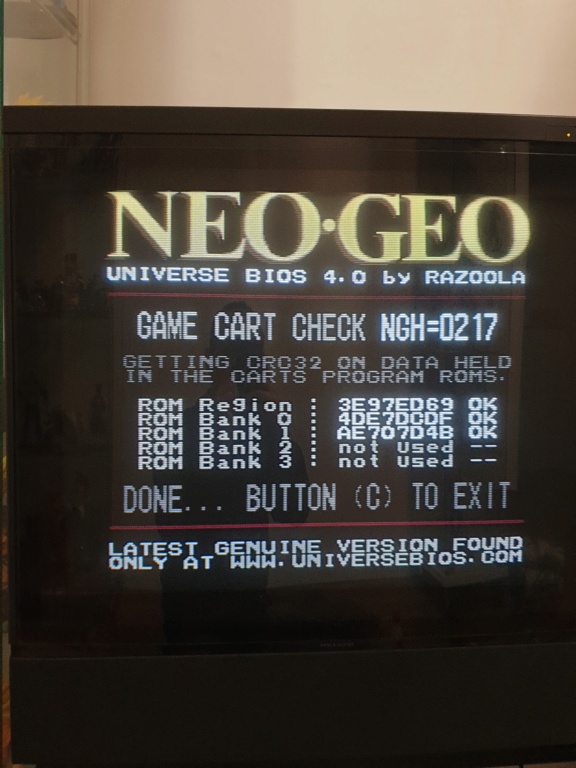 NEO·GEO
UNIVERSE BIOS 4.0 by RAZOOLA
GAME CART CHECK NGH=0217
GETTING CRC32 ON DATA HELD
IN THE CARTS PROGRAM ROMS.
ROM Region : 3E97ED69 OK
ROM Bank 0 : 4DE7DCDF OK
ROM Bank 1 : AE707D4B OK
ROM Bank 2 : not Used --
ROM Bank 3 : not Used --
DONE... BUTTON (C) TO EXIT
LATEST GENUINE VERSION FOUND
ONLY AT WWW.UNIVERSEBIOS.COM